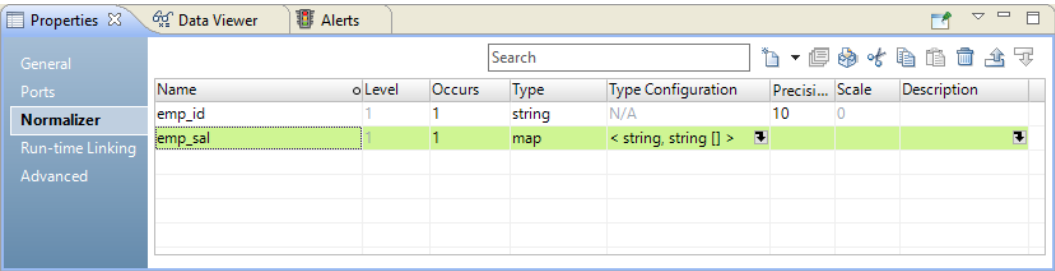 Properties Data Viewer Alerts
Search
General
Ports
Normalizer
Run-time Linking
Advanced
Name Level Occurs Type Type Configuration Precisi... Scale Description
emp_id 1 1 string N/A 10 0
emp_sal 1 1 map < string, string [] >